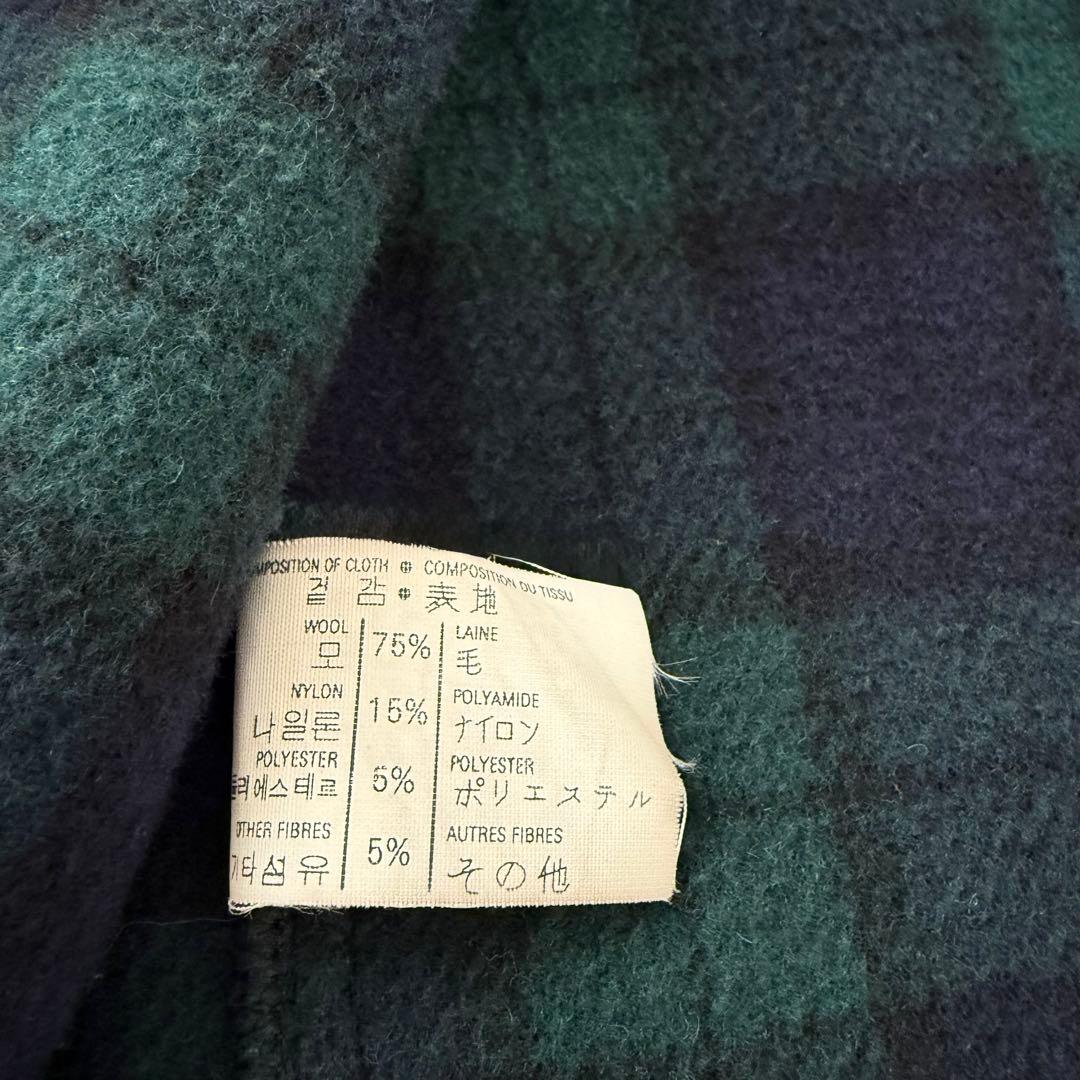 COMPOSITION OF CLOTH ⊕ COMPOSITION DU TISSU
겉 감 · 表地
WOOL 75% LAINE
모 毛
NYLON 15% POLYAMIDE
나일론 ナイロン
POLYESTER 5% POLYESTER
폴리에스테르 ポリエステル
OTHER FIBRES 5% AUTRES FIBRES
기타섬유 その他